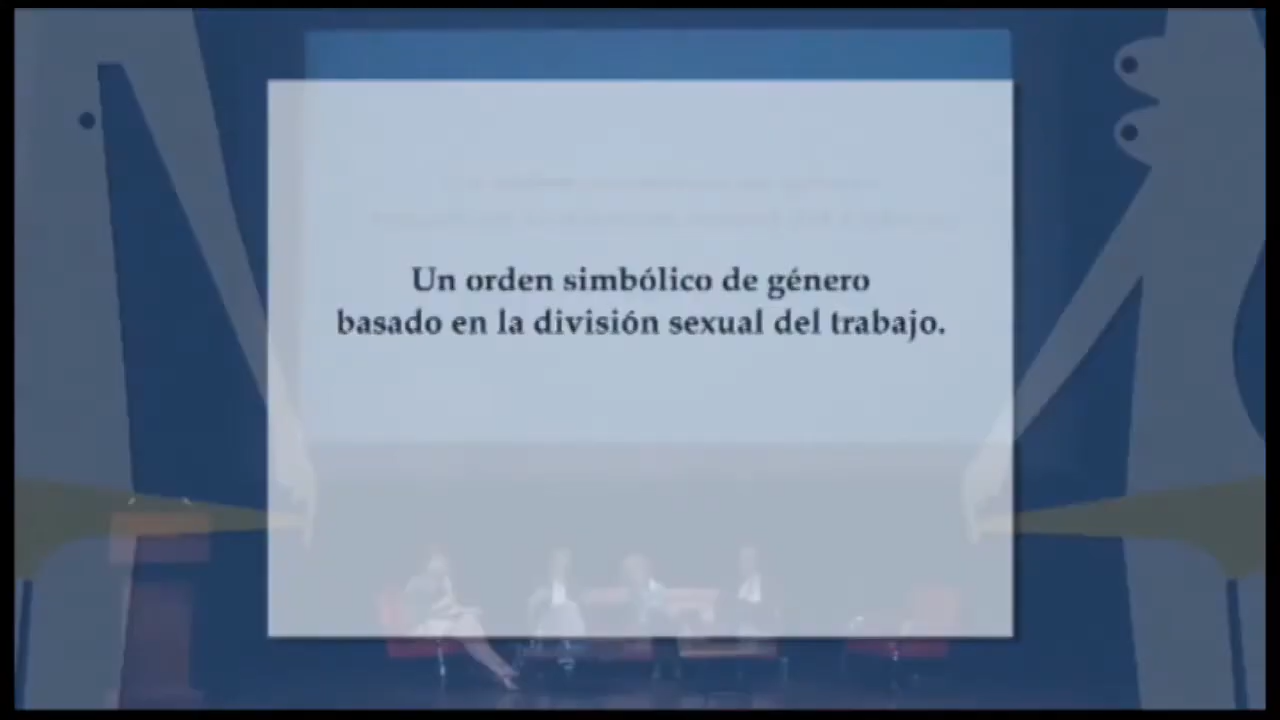 Un orden simbólico de género
basado en la división sexual del trabajo.